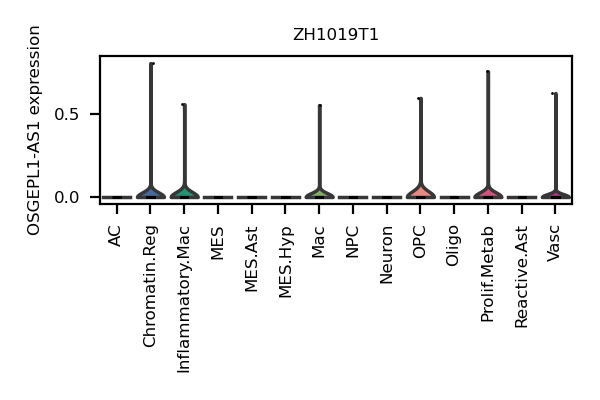 ZH1019T1
OSGEPL1-AS1 expression
0.5
0.0
AC
Chromatin.Reg
Inflammatory.Mac
MES
MES.Ast
MES.Hyp
Mac
NPC
Neuron
OPC
Oligo
Prolif.Metab
Reactive.Ast
Vasc